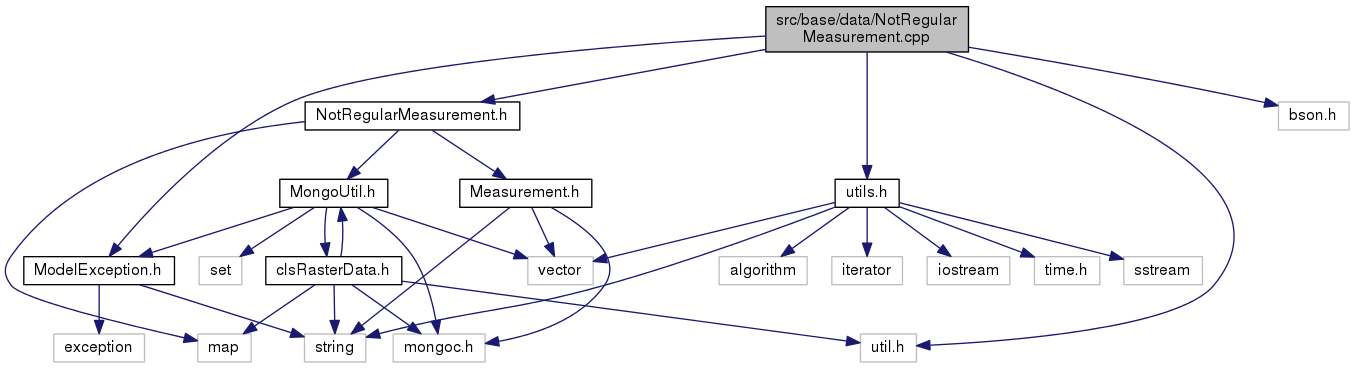 src/base/data/NotRegular
Measurement.cpp
NotRegularMeasurement.h
bson.h
MongoUtil.h
Measurement.h
utils.h
ModelException.h
set
clsRasterData.h
vector
algorithm
iterator
iostream
time.h
sstream
exception
map
string
mongoc.h
util.h